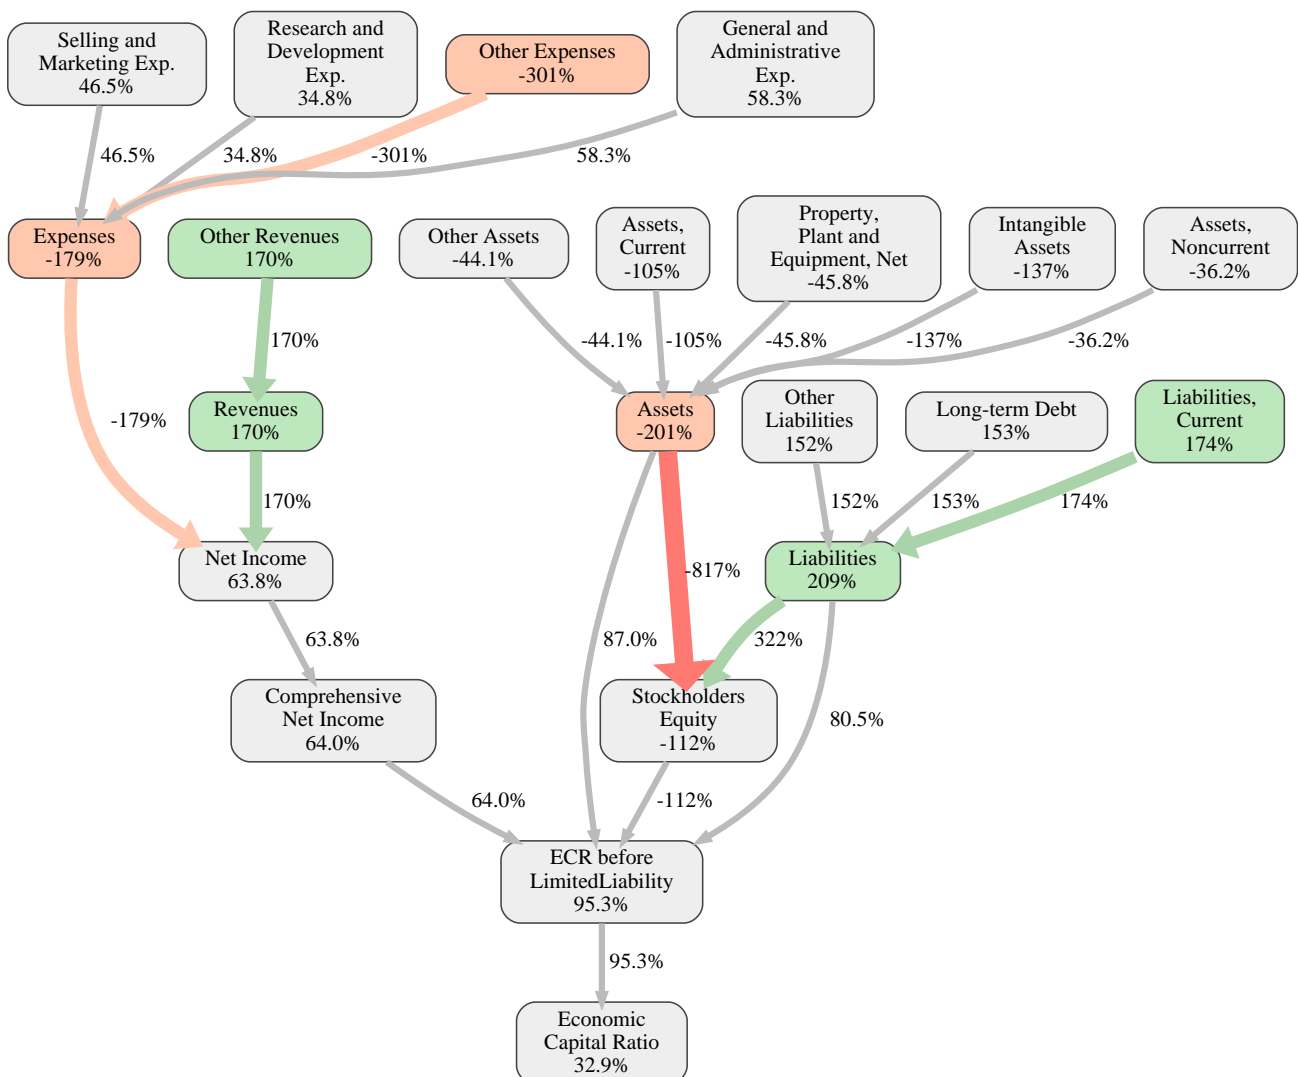 Selling and
Marketing Exp.
46.5%
Research and
Development
Exp.
34.8%
Other Expenses
-301%
General and
Administrative
Exp.
58.3%
46.5%
34.8%
-301%
58.3%
Expenses
-179%
Other Revenues
170%
Other Assets
-44.1%
Assets,
Current
-105%
Property,
Plant and
Equipment, Net
-45.8%
Intangible
Assets
-137%
Assets,
Noncurrent
-36.2%
170%
-44.1%
-105%
-45.8%
-137%
-36.2%
-179%
Revenues
170%
Assets
-201%
Other
Liabilities
152%
Long-term Debt
153%
Liabilities,
Current
174%
170%
152%
153%
174%
Net Income
63.8%
-817%
Liabilities
209%
63.8%
87.0%
322%
80.5%
Comprehensive
Net Income
64.0%
Stockholders
Equity
-112%
64.0%
-112%
ECR before
LimitedLiability
95.3%
95.3%
Economic
Capital Ratio
32.9%